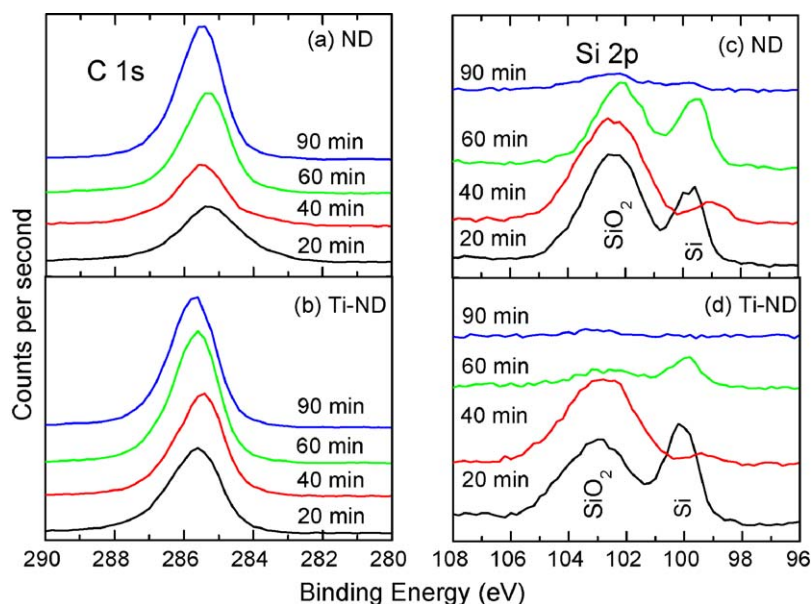 Counts per second
(a) ND
C 1s
90 min
60 min
40 min
20 min
(b) Ti-ND
90 min
60 min
40 min
20 min
290 288 286 284 282 280
(c) ND
Si 2p
90 min
60 min
40 min
20 min
SiO₂
Si
(d) Ti-ND
90 min
60 min
40 min
20 min
SiO₂
Si
108 106 104 102 100 98 96
Binding Energy (eV)